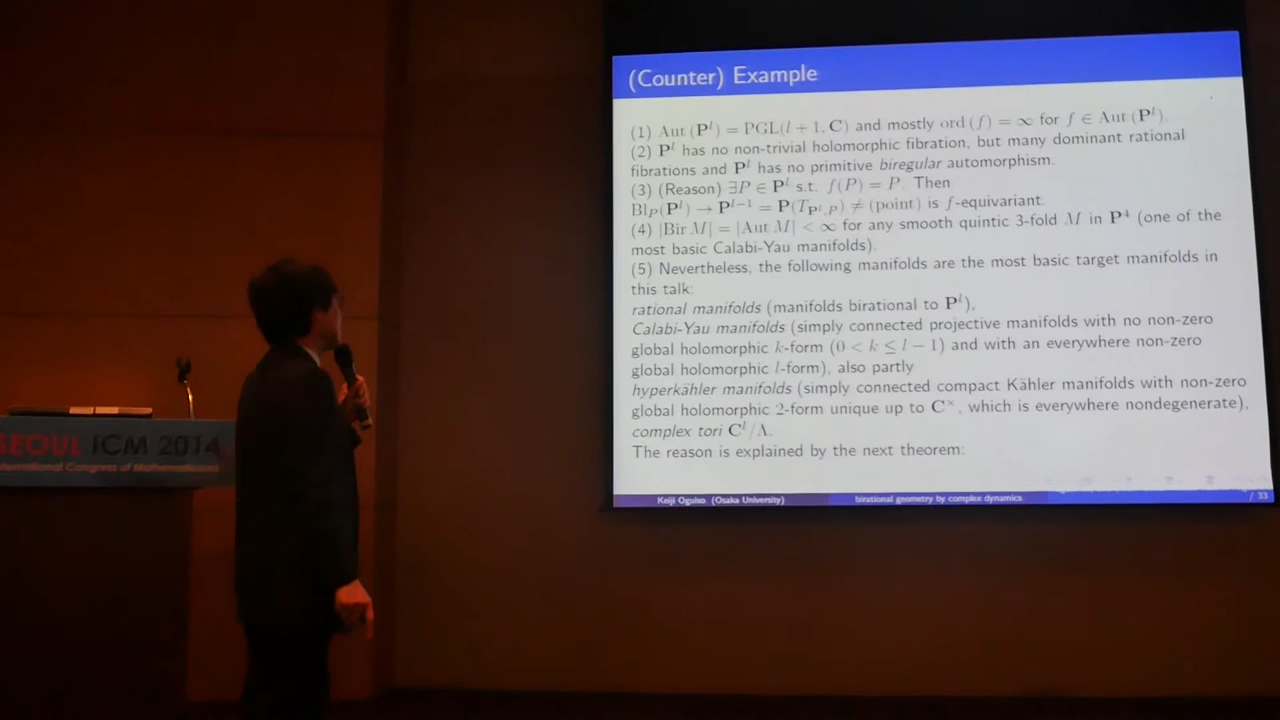 (Counter) Example
(1) Aut (P^l) = PGL(l + 1, C) and mostly ord (f) = ∞ for f ∈ Aut (P^l).
(2) P^l has no non-trivial holomorphic fibration, but many dominant rational
fibrations and P^l has no primitive biregular automorphism.
(3) (Reason) ∃P ∈ P^l s.t. f(P) = P. Then
Bl_P(P^l) → P^{l−1} = P(T_{P^l,P}) ≠ (point) is f-equivariant.
(4) |Bir M| = |Aut M| < ∞ for any smooth quintic 3-fold M in P^4 (one of the
most basic Calabi-Yau manifolds).
(5) Nevertheless, the following manifolds are the most basic target manifolds in
this talk:
rational manifolds (manifolds birational to P^l),
Calabi-Yau manifolds (simply connected projective manifolds with no non-zero
global holomorphic k-form (0 < k ≤ l − 1) and with an everywhere non-zero
global holomorphic l-form), also partly
hyperkähler manifolds (simply connected compact Kähler manifolds with non-zero
global holomorphic 2-form unique up to C^×, which is everywhere nondegenerate),
complex tori C^l/Λ.
The reason is explained by the next theorem:
Keiji Oguiso (Osaka University) birational geometry by complex dynamics
/ 33
SEOUL ICM 2014
International Congress of Mathematicians